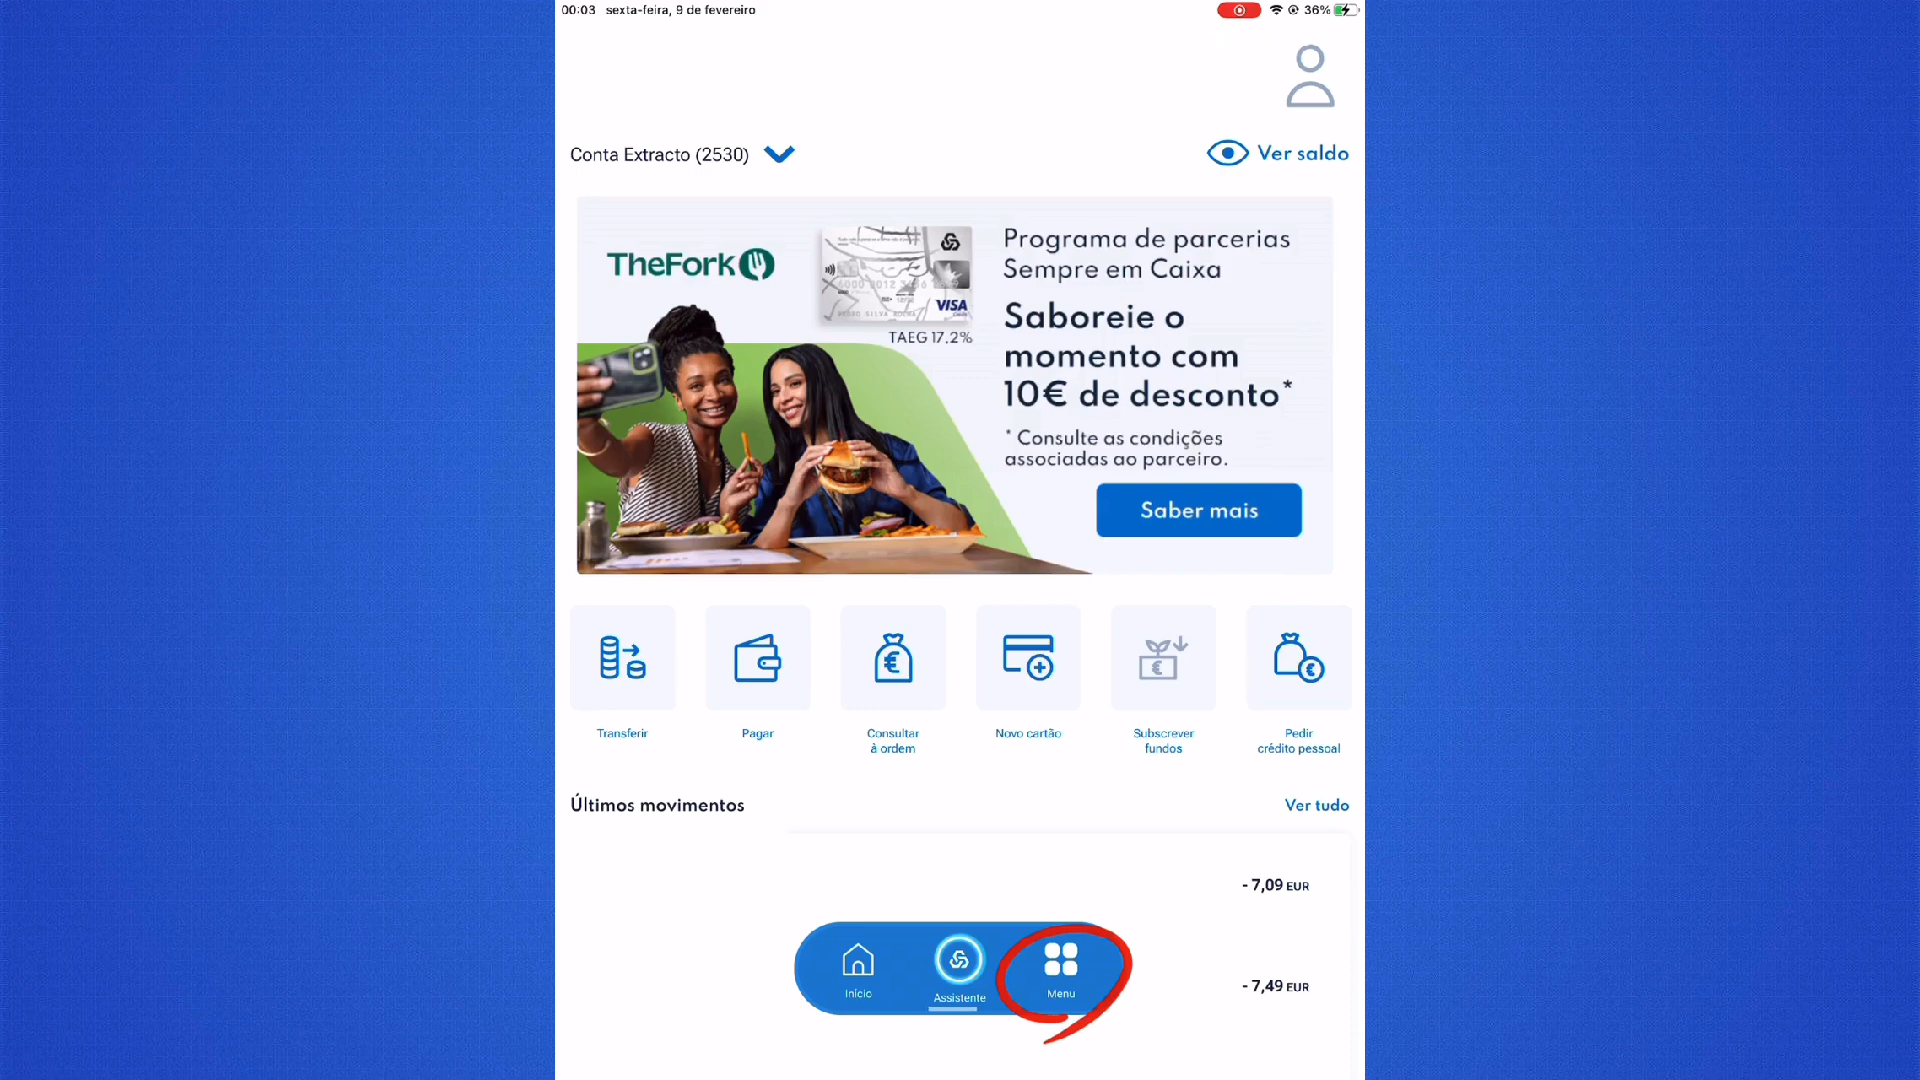 00:03 sexta-feira, 9 de fevereiro
36%
Conta Extracto (2530)
Ver saldo
TheFork
VISA
TAEG 17,2%
Programa de parcerias
Sempre em Caixa
Saboreie o
momento com
10€ de desconto*
* Consulte as condições
associadas ao parceiro.
Saber mais
Transferir
Pagar
Consultar
à ordem
Novo cartão
Subscrever
fundos
Pedir
crédito pessoal
Últimos movimentos
Ver tudo
- 7,09 EUR
Início
Assistente
Menu
- 7,49 EUR